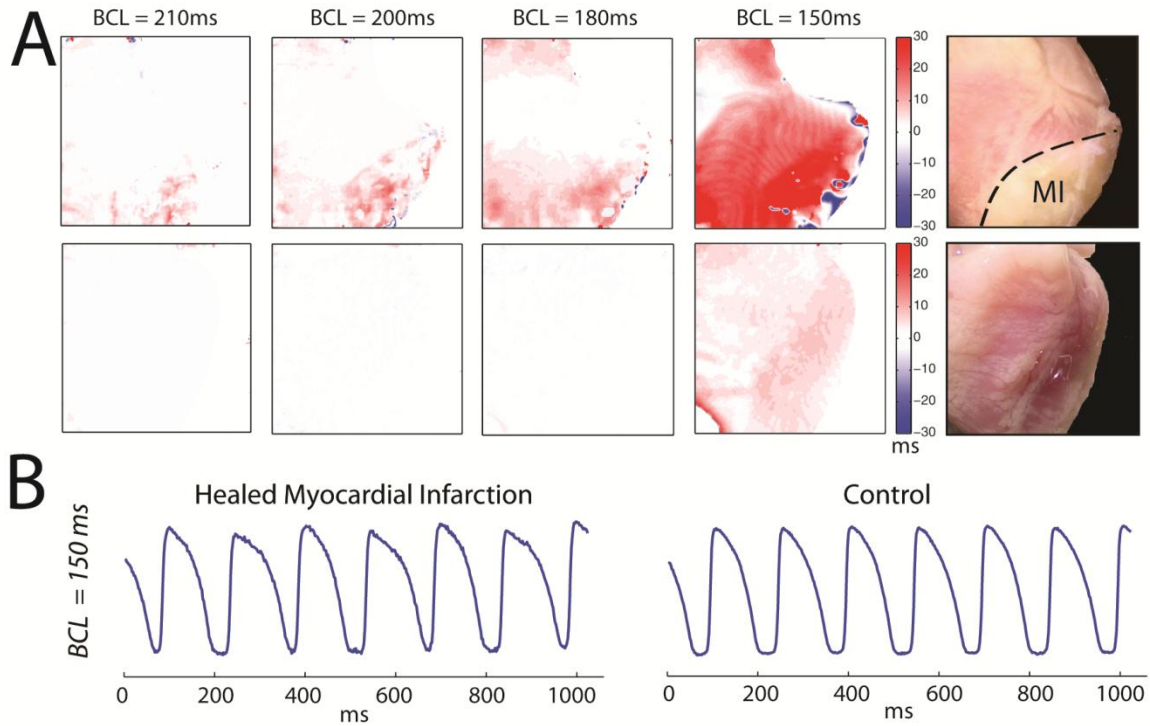 A
BCL = 210ms
BCL = 200ms
BCL = 180ms
BCL = 150ms
30
20
10
0
−10
−20
−30
MI
30
20
10
0
−10
−20
−30
ms
B
Healed Myocardial Infarction
Control
BCL = 150 ms
0 200 400 600 800 1000
ms
0 200 400 600 800 1000
ms